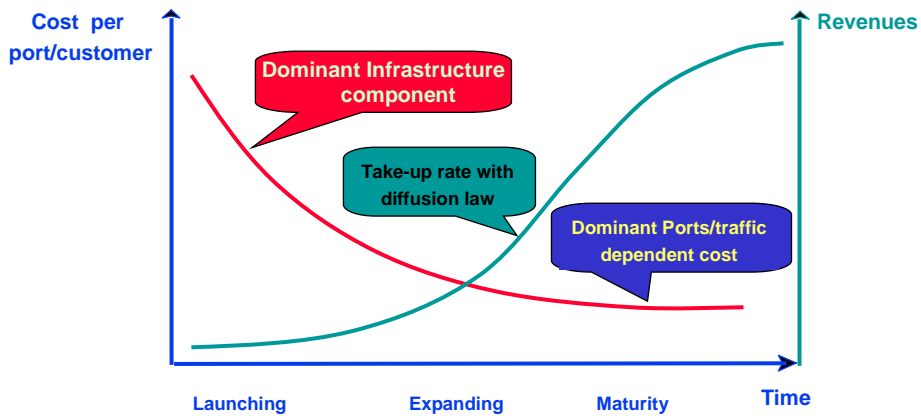 Cost per
port/customer
Revenues
Dominant Infrastructure
component
Take-up rate with
diffusion law
Dominant Ports/traffic
dependent cost
Launching
Expanding
Maturity
Time